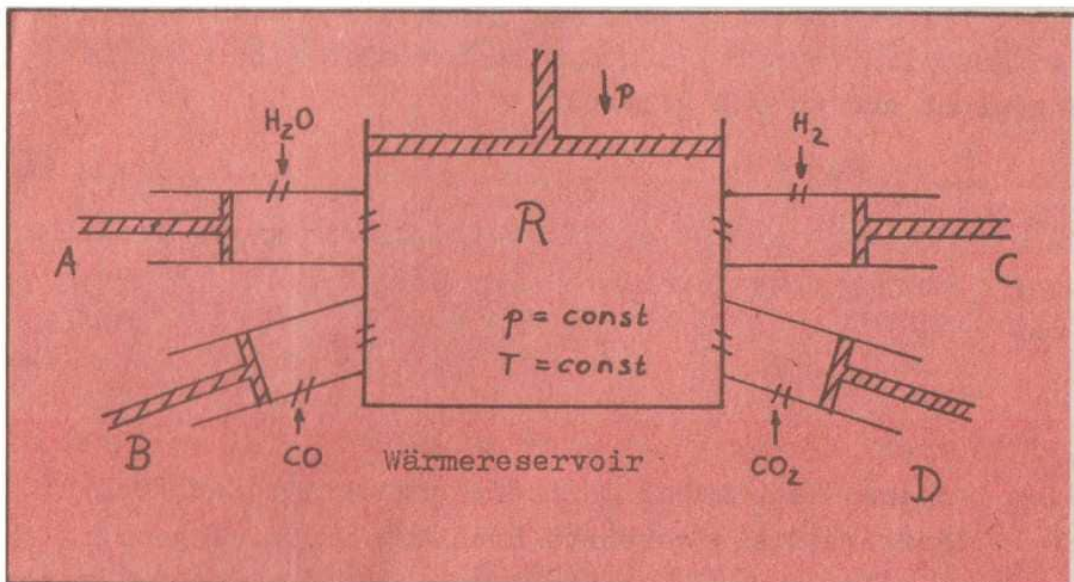 p
H₂O
H₂
R
A
C
p = const
T = const
B
CO
Wärmereservoir
CO₂
D